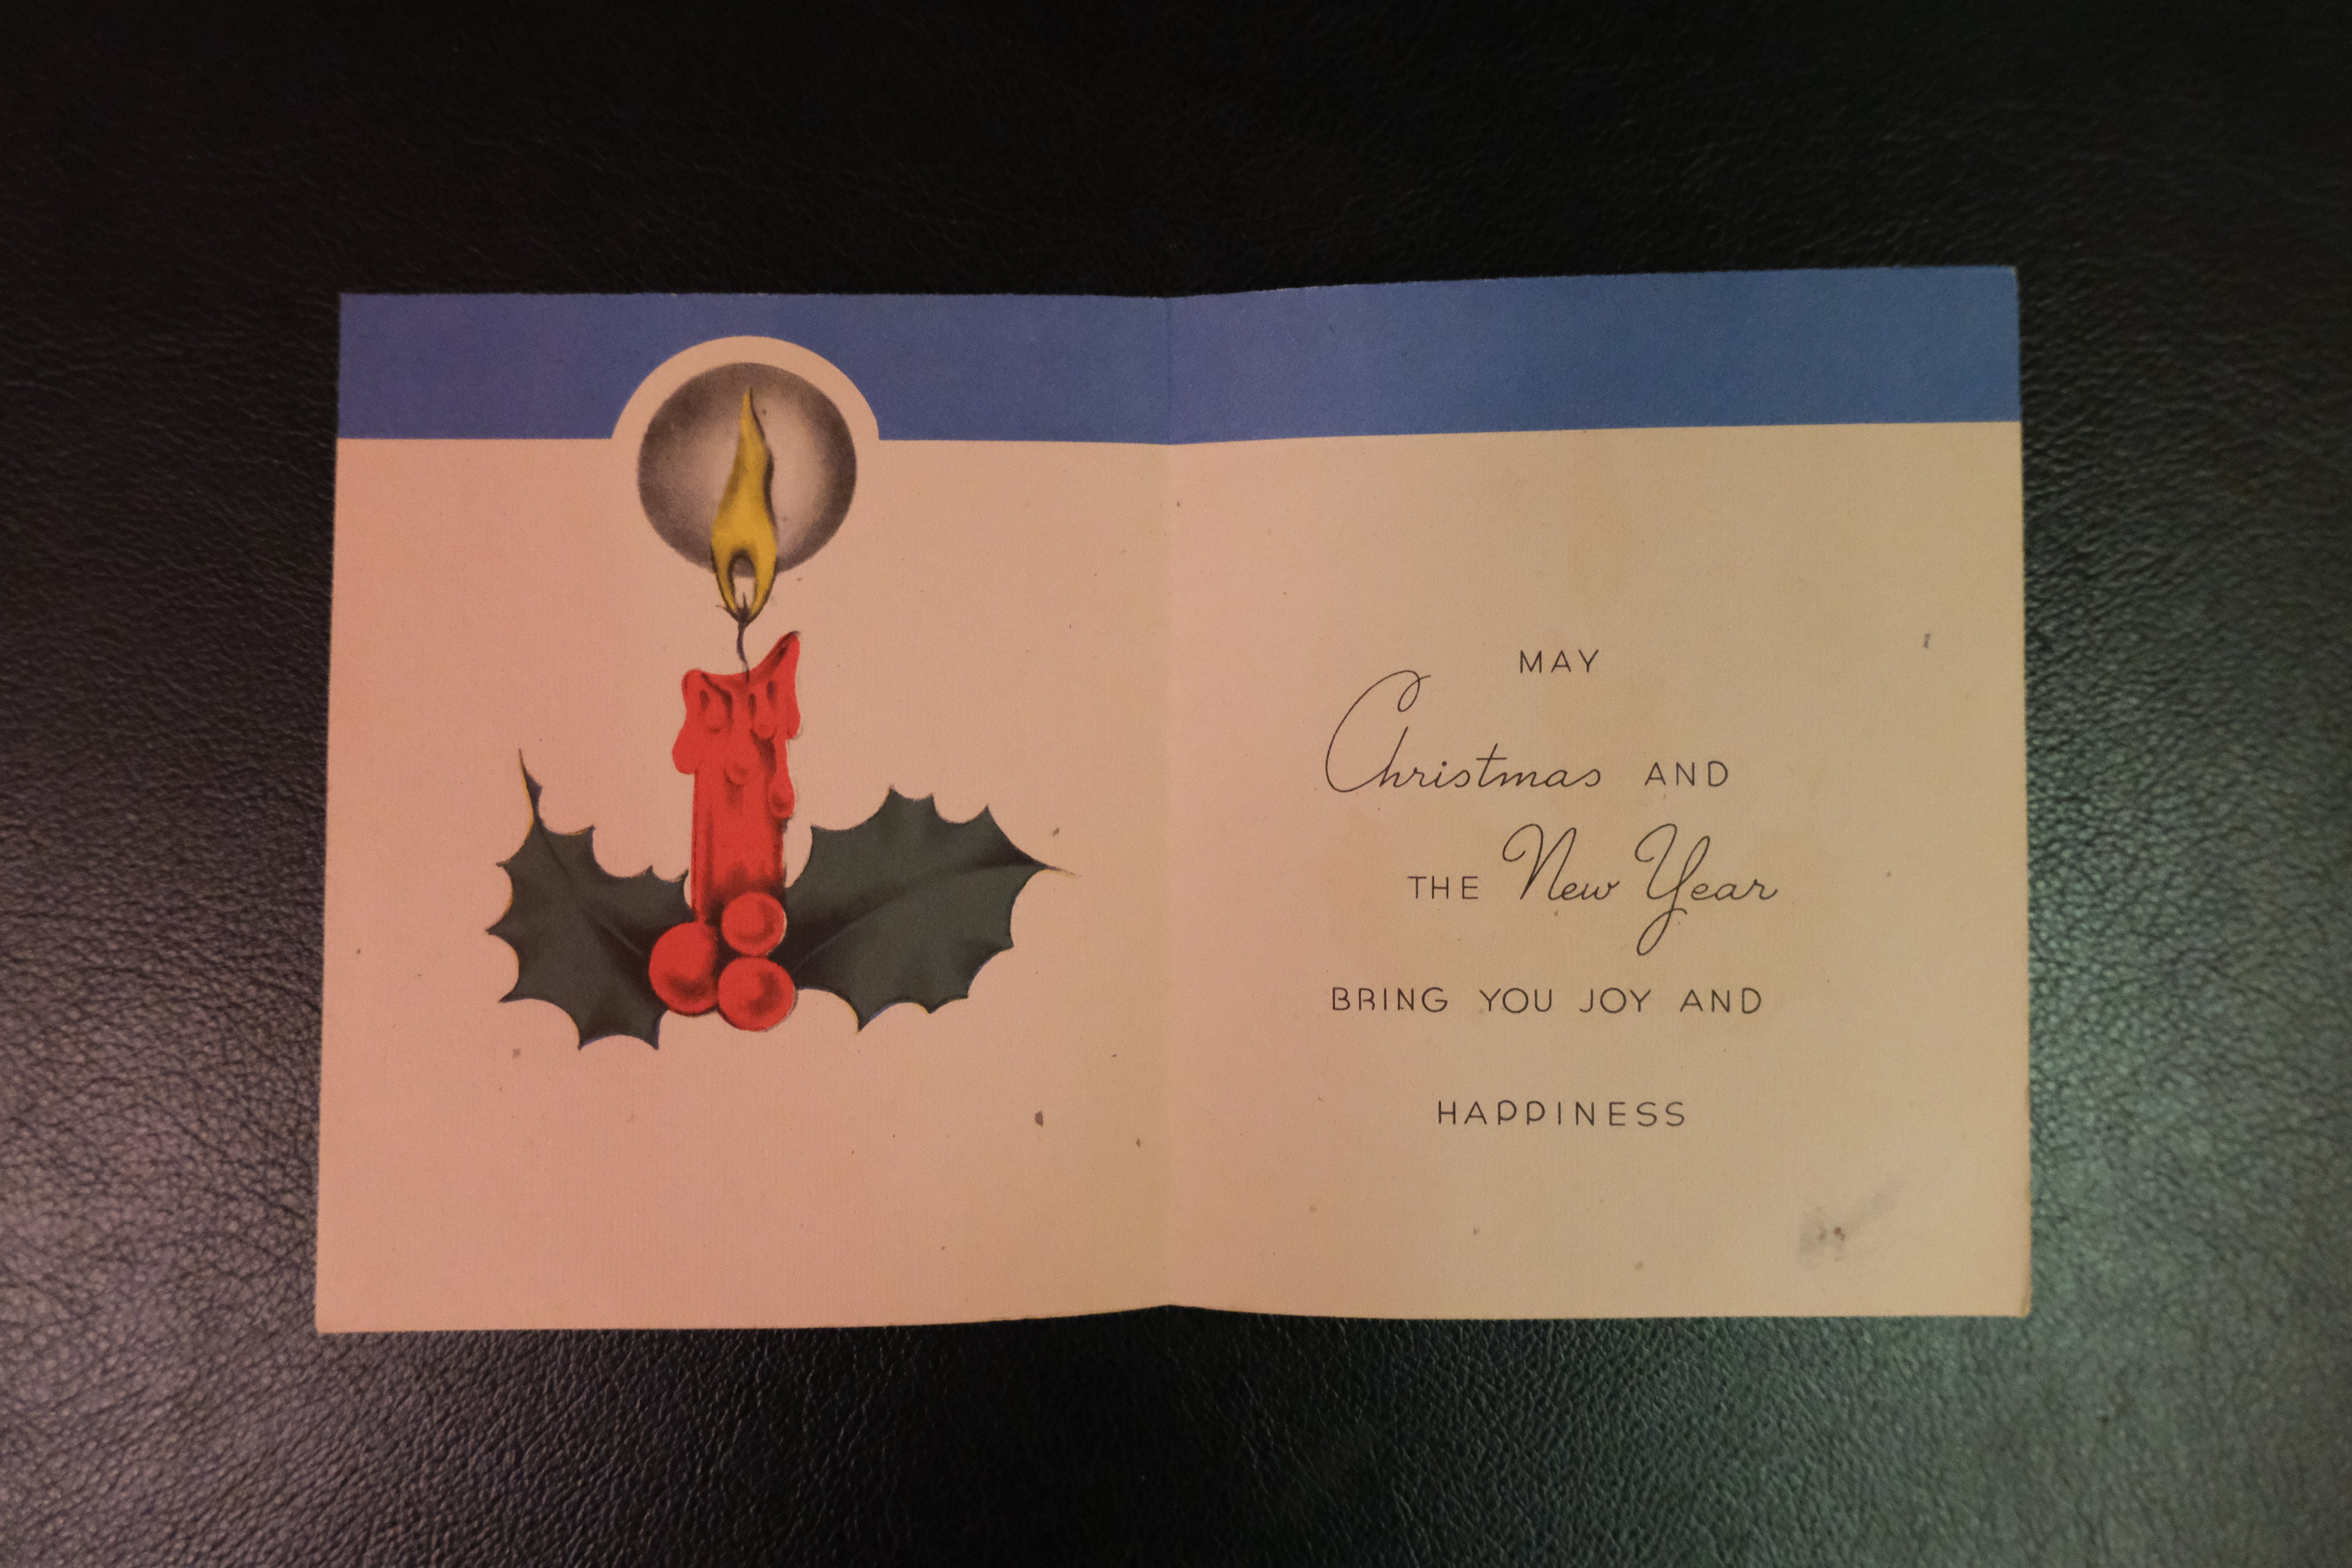 MAY
Christmas AND
THE New Year
BRING YOU JOY AND
HAPPINESS